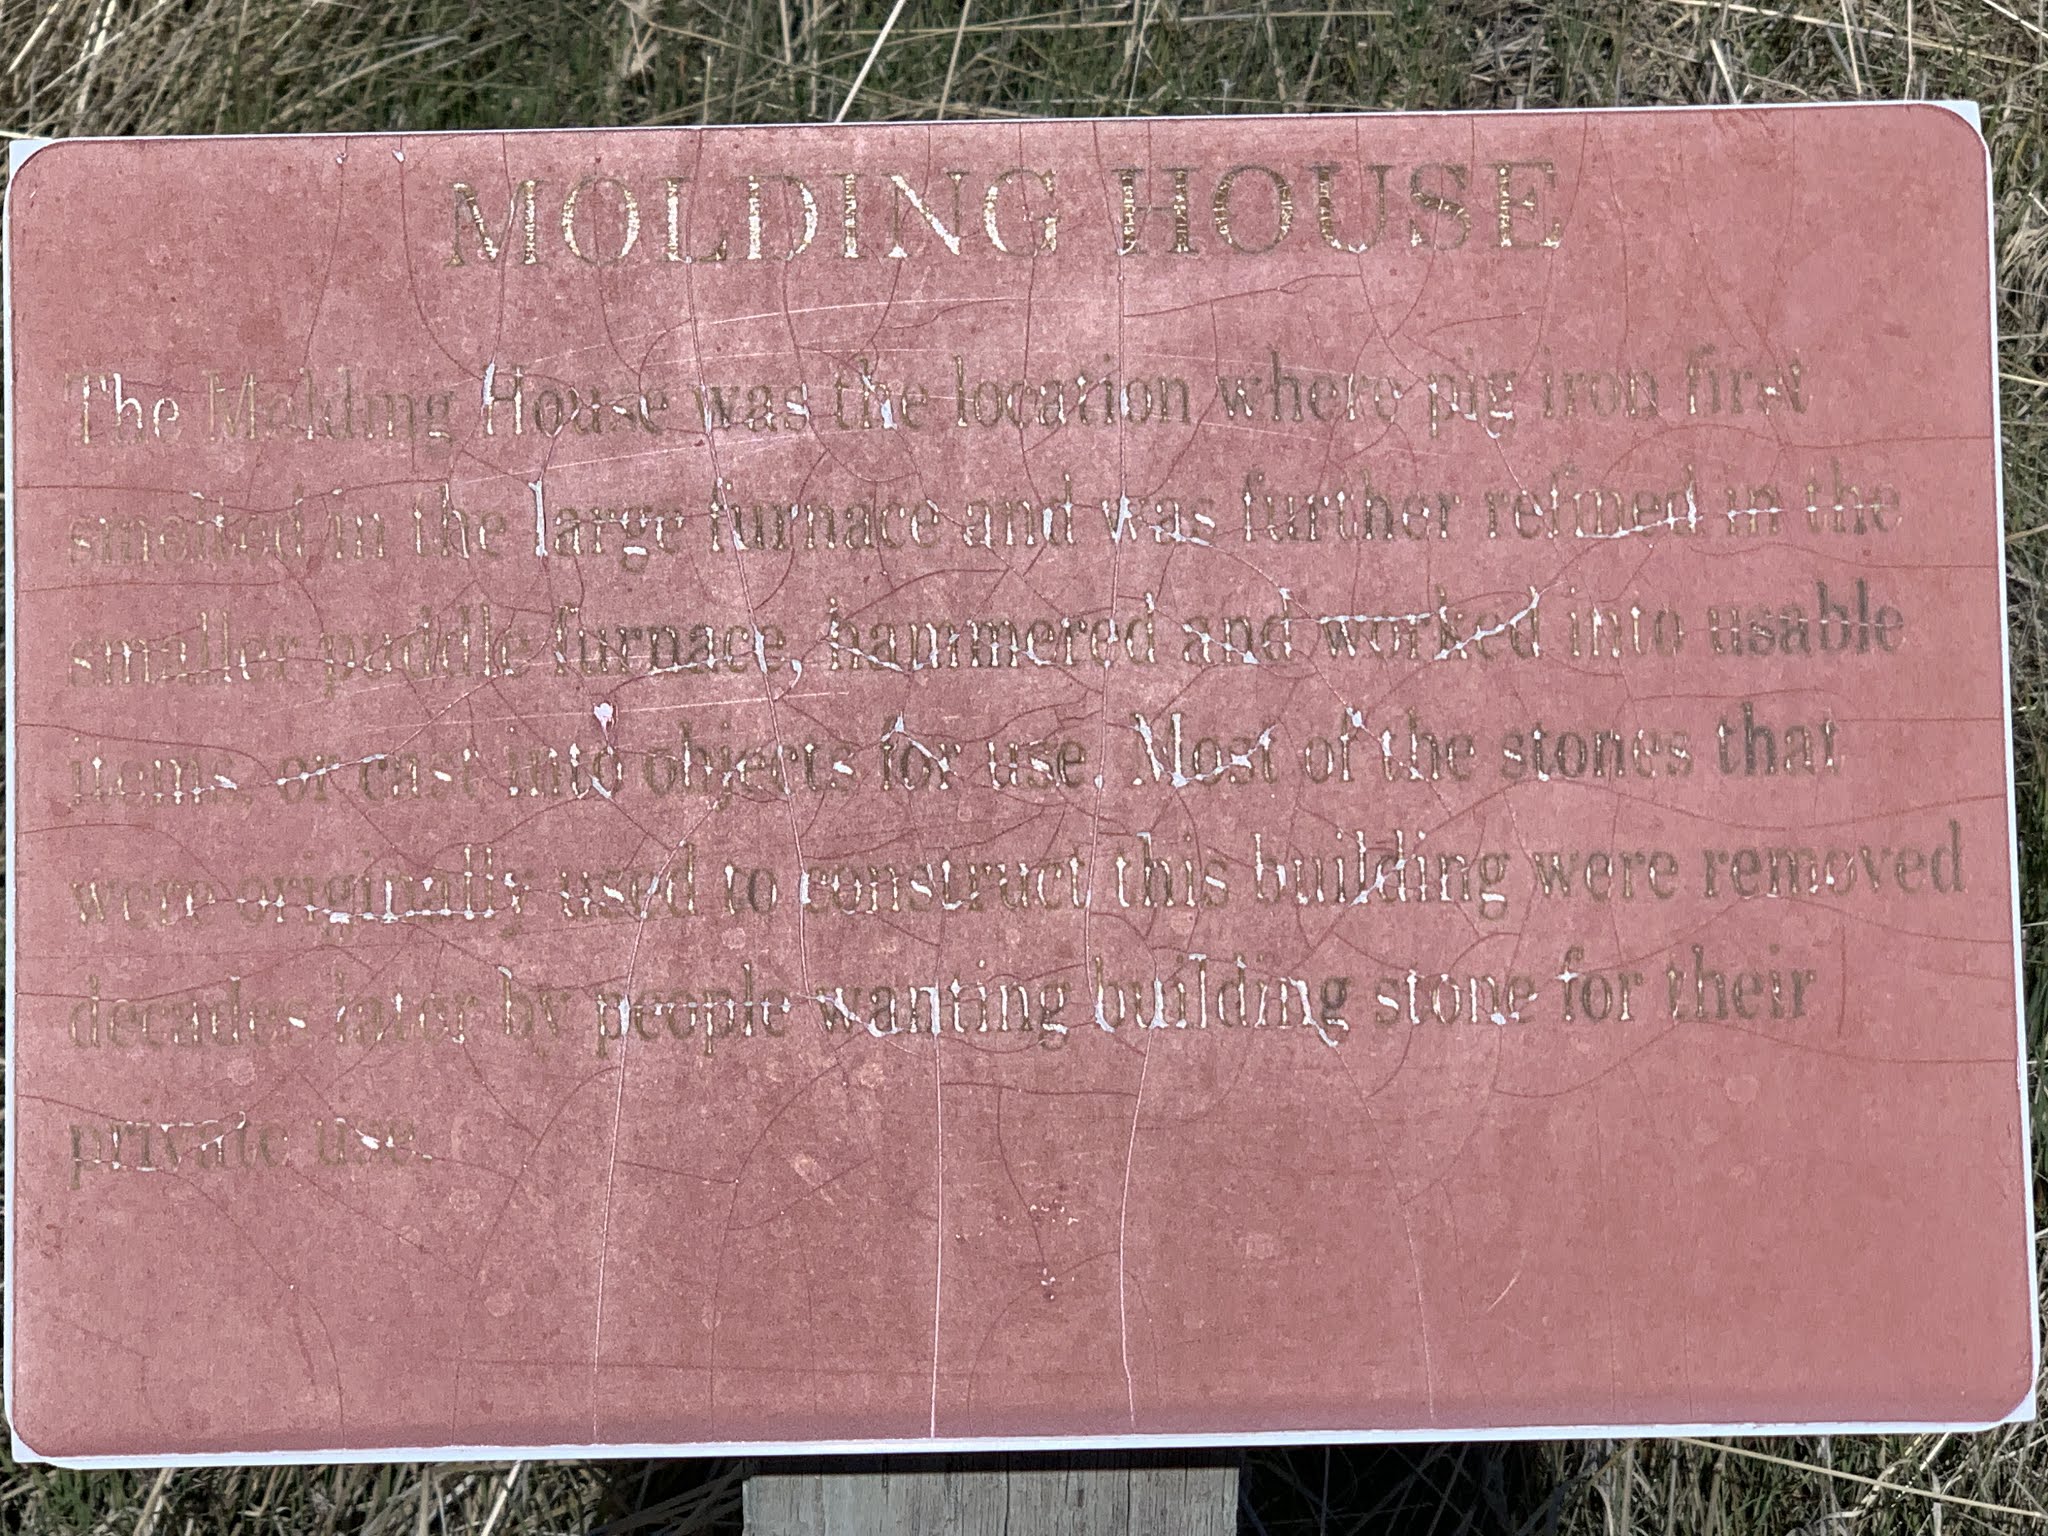 MOLDING HOUSE
The Molding House was the location where pig iron first
smelted in the large furnace and was further refined in the
smaller puddle furnace, hammered and worked into usable
items, or cast into objects for use. Most of the stones that
were originally used to construct this building were removed
decades later by people wanting building stone for their
private use.